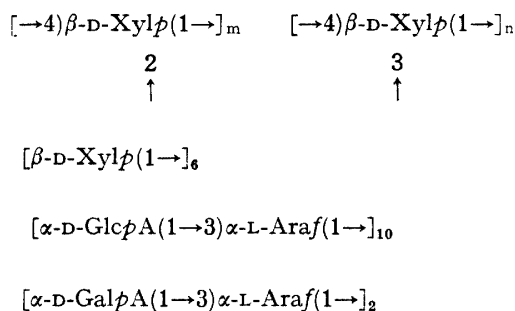 [→4)β-D-Xylp(1→]m [→4)β-D-Xylp(1→]n
2 3
↑ ↑
[β-D-Xylp(1→]6
[α-D-GlcpA(1→3)α-L-Araf(1→]10
[α-D-GalpA(1→3)α-L-Araf(1→]2